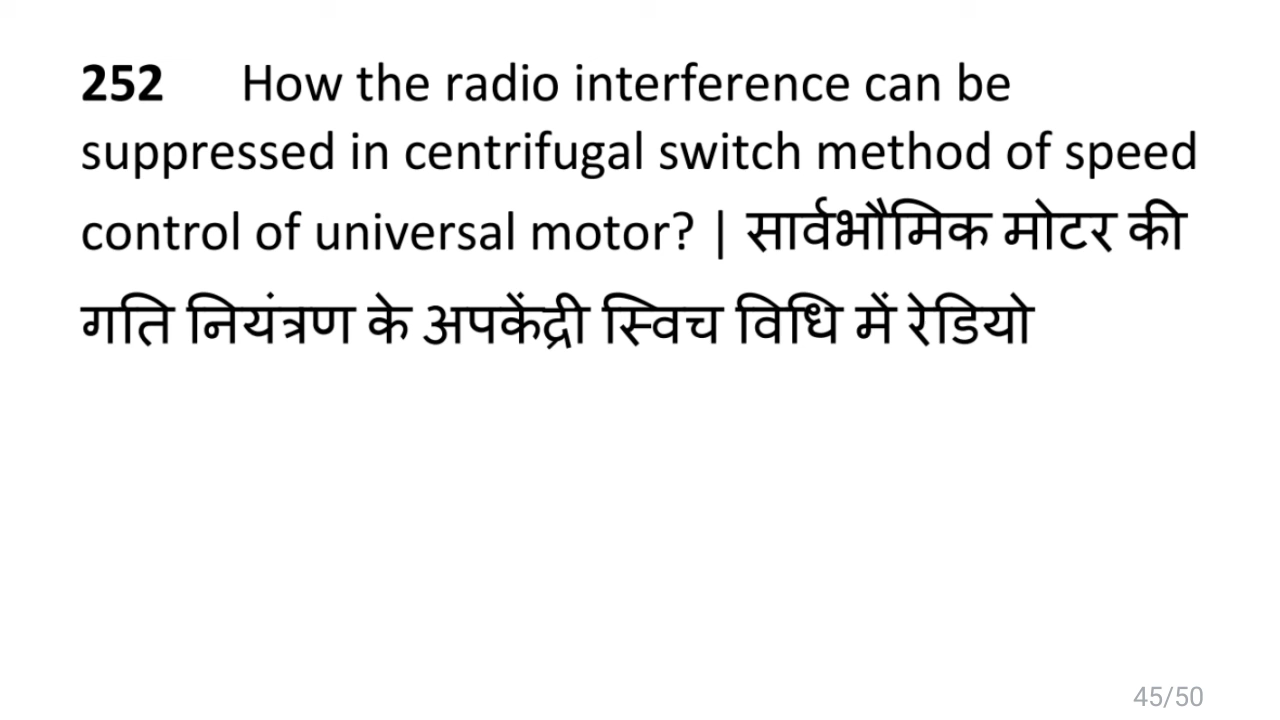 252 How the radio interference can be
suppressed in centrifugal switch method of speed
control of universal motor? | सार्वभौमिक मोटर की
गति नियंत्रण के अपकेंद्री स्विच विधि में रेडियो
45/50